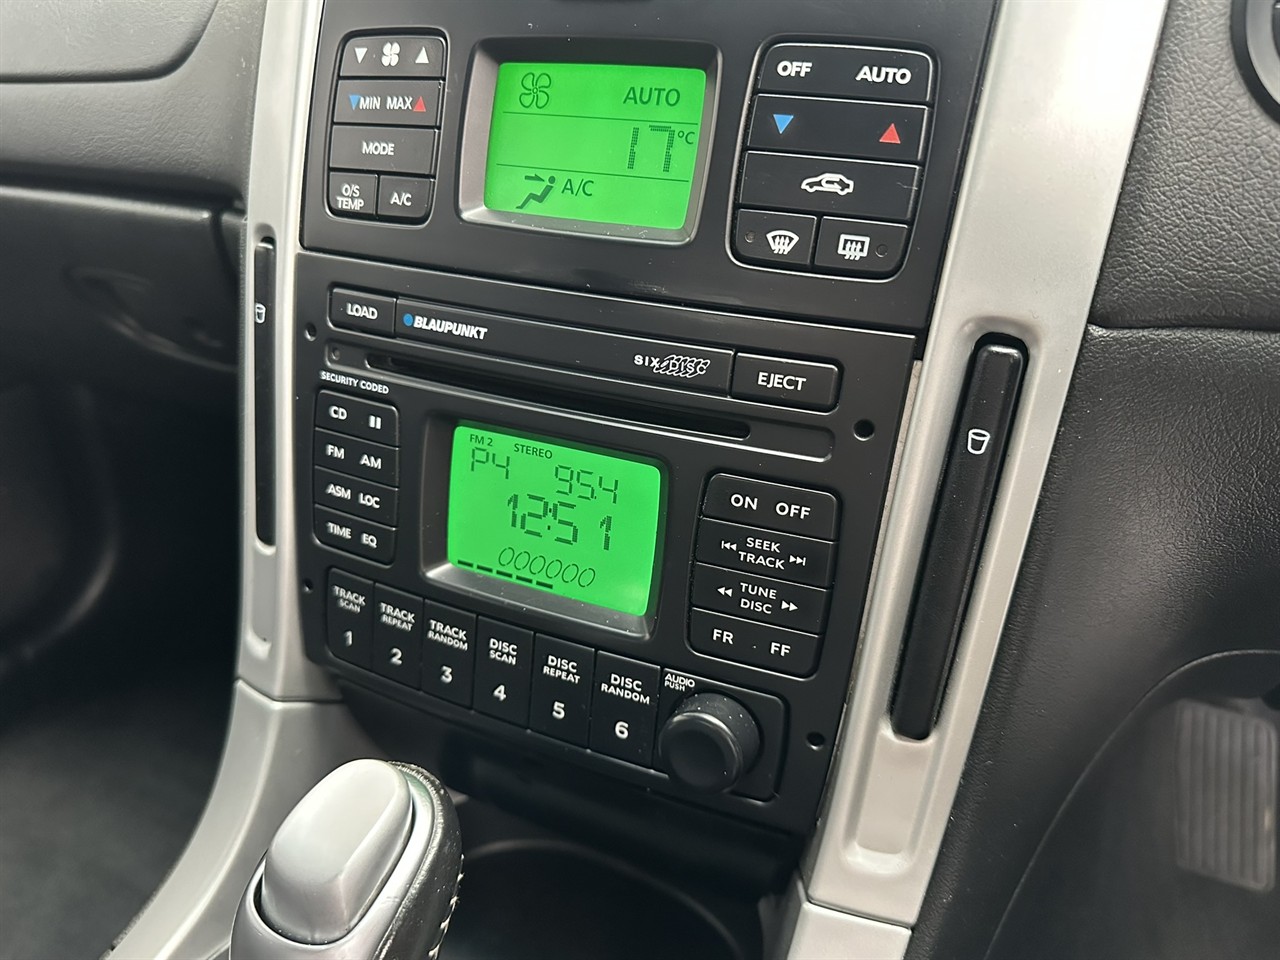 MIN MAX
MODE
O/S
TEMP
A/C
AUTO
17°C
A/C
OFF AUTO
LOAD
BLAUPUNKT
SIX DISC
EJECT
SECURITY CODED
CD
FM AM
ASM LOC
TIME EQ
FM 2 STEREO
P4 95.4
12:51
ON OFF
SEEK
TRACK
TUNE
DISC
FR FF
TRACK
SCAN
1
TRACK
REPEAT
2
TRACK
RANDOM
3
DISC
SCAN
4
DISC
REPEAT
5
DISC
RANDOM
6
AUDIO
PUSH